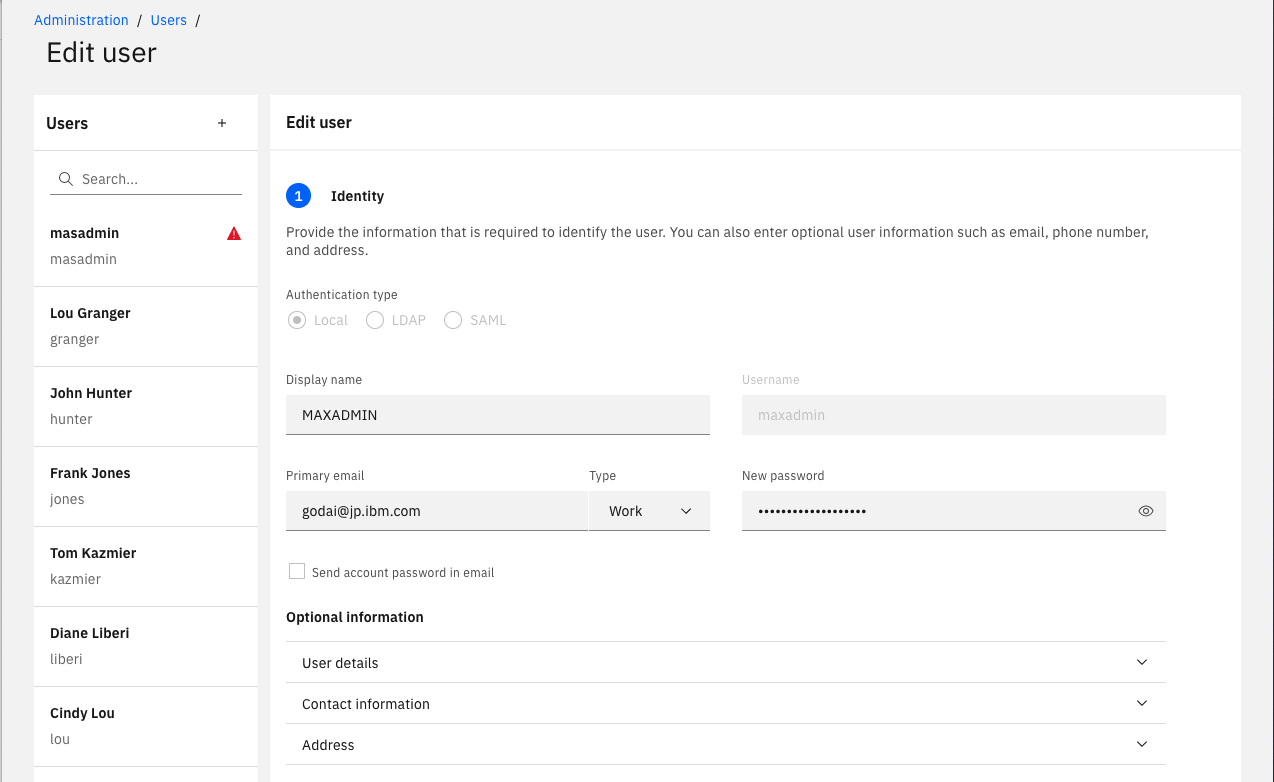 Administration / Users /
Edit user
Users +
Search...
masadmin
masadmin
Lou Granger
granger
John Hunter
hunter
Frank Jones
jones
Tom Kazmier
kazmier
Diane Liberi
liberi
Cindy Lou
lou
Edit user
1 Identity
Provide the information that is required to identify the user. You can also enter optional user information such as email, phone number,
and address.
Authentication type
Local LDAP SAML
Display name Username
MAXADMIN maxadmin
Primary email Type New password
godai@jp.ibm.com Work •••••••••••••••••••
Send account password in email
Optional information
User details
Contact information
Address